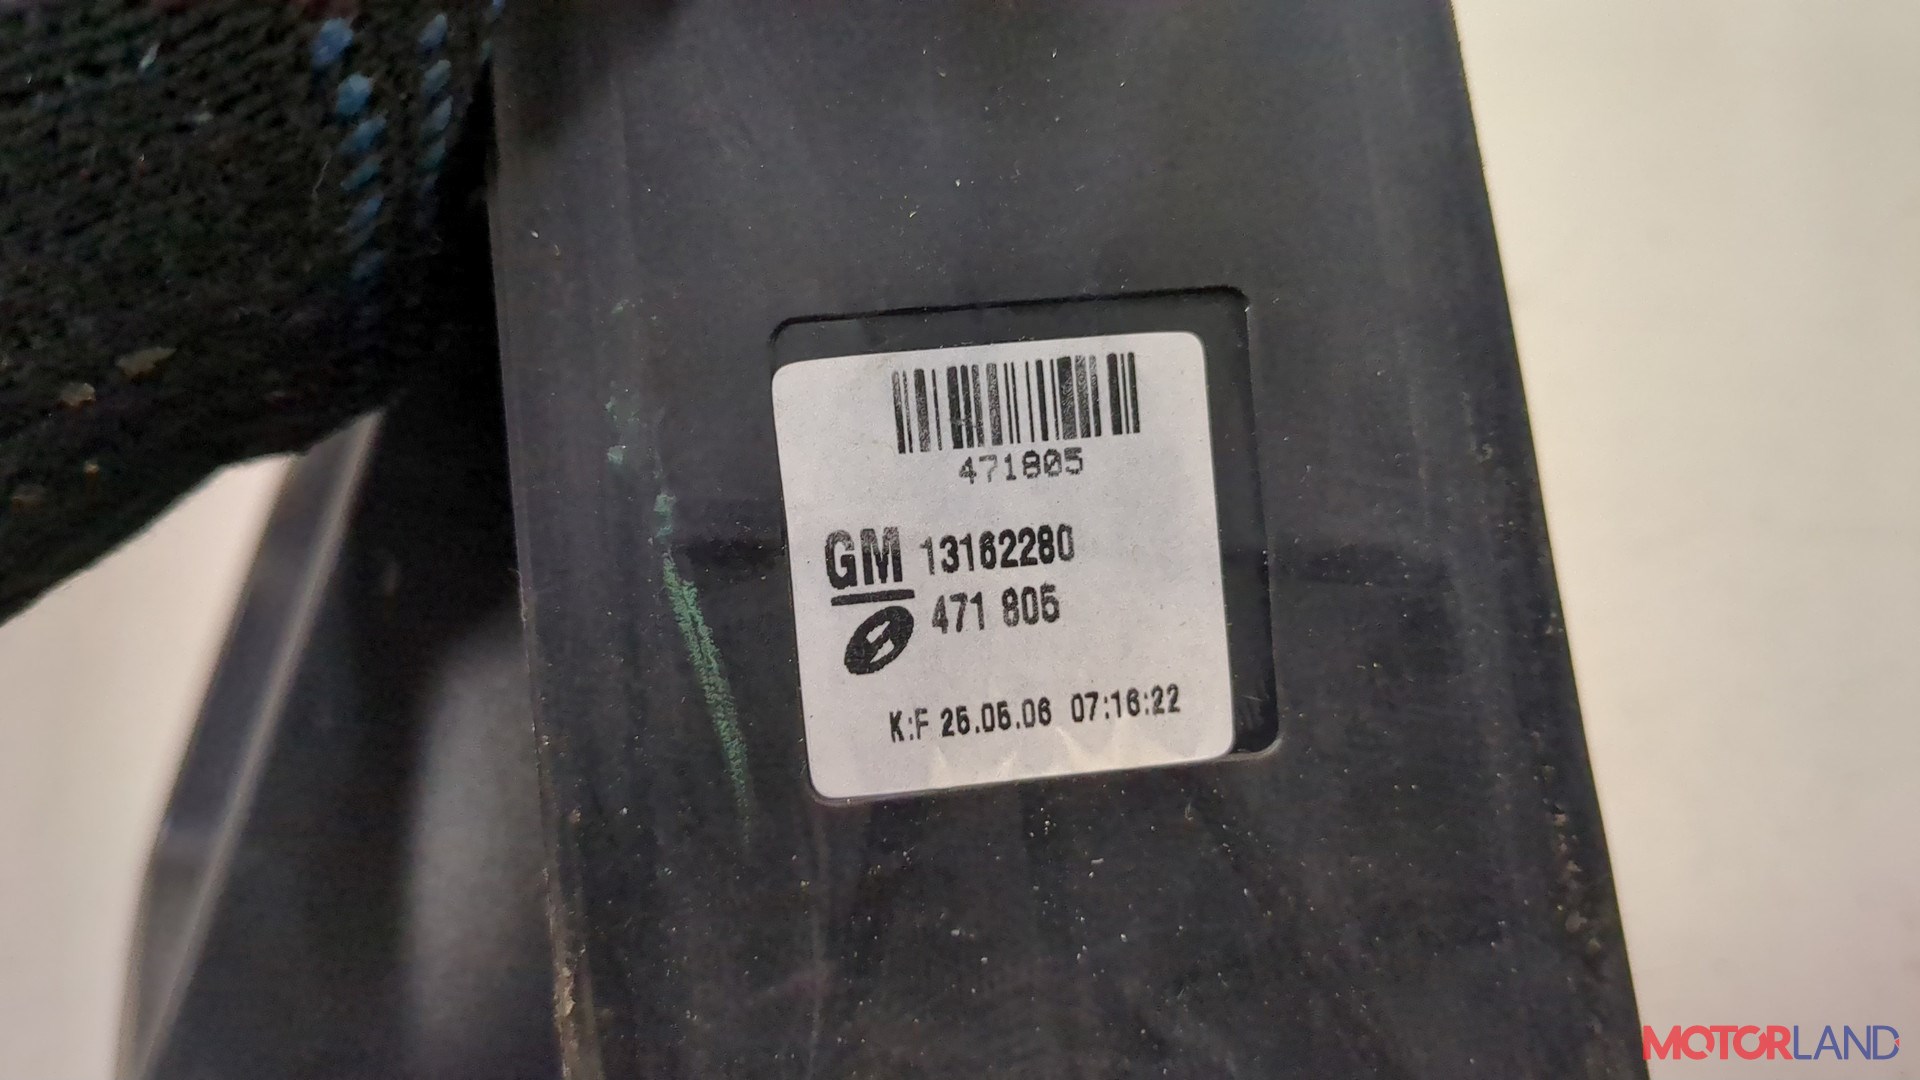 471805
GM 13162280
471 805
K:F 25.05.06 07:16:22
MOTORLAND